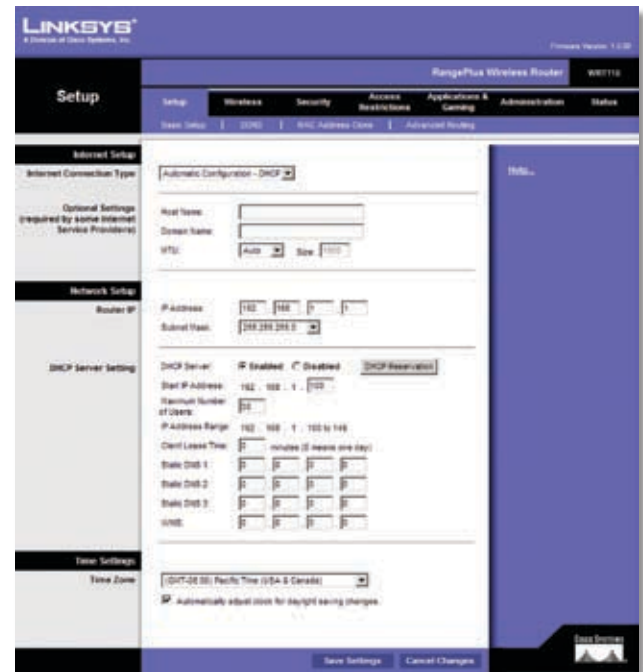 LINKSYS
A Division of Cisco Systems, Inc.
Firmware Version: 1.0.00
RangePlus Wireless Router WRT110
Setup
Setup Wireless Security Access Restrictions Applications & Gaming Administration Status
Basic Setup | DDNS | MAC Address Clone | Advanced Routing
Internet Setup
Internet Connection Type
Automatic Configuration - DHCP
Help...
Optional Settings
(required by some Internet
Service Providers)
Host Name:
Domain Name:
MTU: Auto Size:
Network Setup
Router IP
IP Address: 192 . 168 . 1 . 1
Subnet Mask: 255.255.255.0
DHCP Server Setting
DHCP Server: Enabled Disabled DHCP Reservation
Start IP Address: 192 . 168 . 1 . 100
Maximum Number
of Users: 50
IP Address Range: 192 . 168 . 1 . 100 to 149
Client Lease Time: 0 minutes (0 means one day)
Static DNS 1: 0 . 0 . 0 . 0
Static DNS 2: 0 . 0 . 0 . 0
Static DNS 3: 0 . 0 . 0 . 0
WINS: 0 . 0 . 0 . 0
Time Settings
Time Zone
(GMT-08:00) Pacific Time (USA & Canada)
Automatically adjust clock for daylight saving changes.
Save Settings Cancel Changes
Cisco Systems